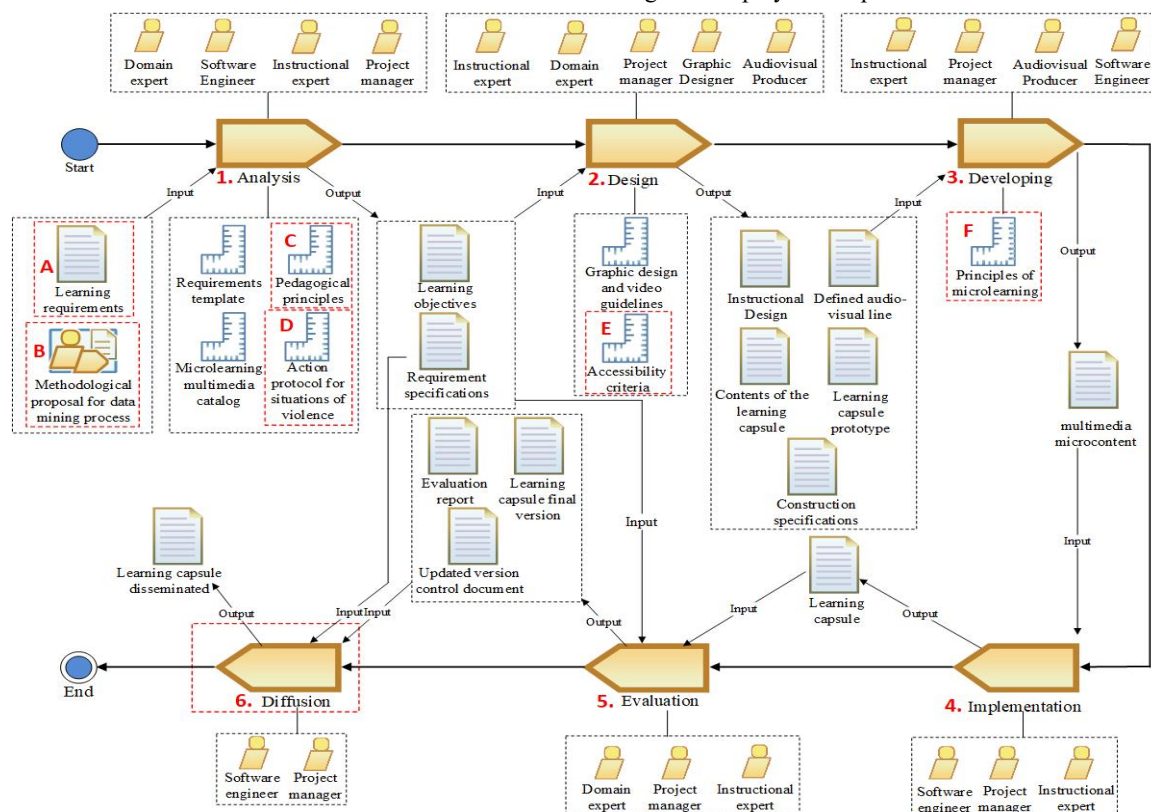 Domain
expert
Software
Engineer
Instructional
expert
Project
manager
Instructional
expert
Domain
expert
Project
manager
Graphic
Designer
Audiovisual
Producer
Instructional
expert
Project
manager
Audiovisual
Producer
Software
Engineer
Start
1. Analysis
2. Design
3. Developing
Input
Output
Input
Output
Input
Output
A
Learning
requirements
B
Methodological
proposal for data
mining process
Requirements
template
C
Pedagogical
principles
Microlearning
multimedia
catalog
D
Action
protocol for
situations of
violence
Learning
objectives
Requirement
specifications
Graphic design
and video
guidelines
E
Accessibility
criteria
Instructional
Design
Defined audio-
visual line
Contents of the
learning
capsule
Learning
capsule
prototype
Construction
specifications
F
Principles of
microlearning
multimedia
microcontent
Evaluation
report
Learning
capsule final
version
Updated version
control document
Input
Input
Learning capsule
disseminated
Learning
capsule
Output
Input
Input
Output
Input
Output
End
6. Diffusion
5. Evaluation
4. Implementation
Software
engineer
Project
manager
Domain
expert
Project
manager
Instructional
expert
Software
engineer
Project
manager
Instructional
expert